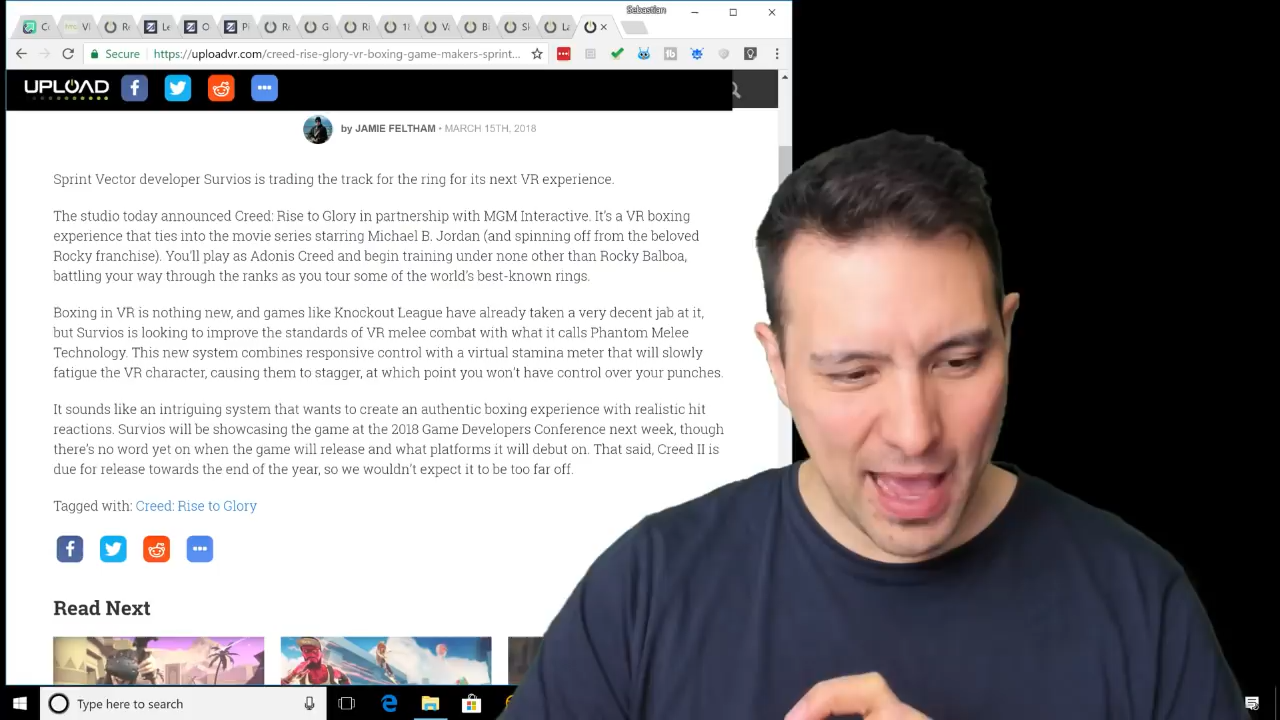 Sebastian
Secure
https://uploadvr.com/creed-rise-glory-vr-boxing-game-makers-sprint...
UPLOAD
by JAMIE FELTHAM • MARCH 15TH, 2018
Sprint Vector developer Survios is trading the track for the ring for its next VR experience.
The studio today announced Creed: Rise to Glory in partnership with MGM Interactive. It's a VR boxing
experience that ties into the movie series starring Michael B. Jordan (and spinning off from the beloved
Rocky franchise). You'll play as Adonis Creed and begin training under none other than Rocky Balboa,
battling your way through the ranks as you tour some of the world's best-known rings.
Boxing in VR is nothing new, and games like Knockout League have already taken a very decent jab at it,
but Survios is looking to improve the standards of VR melee combat with what it calls Phantom Melee
Technology. This new system combines responsive control with a virtual stamina meter that will slowly
fatigue the VR character, causing them to stagger, at which point you won't have control over your punches.
It sounds like an intriguing system that wants to create an authentic boxing experience with realistic hit
reactions. Survios will be showcasing the game at the 2018 Game Developers Conference next week, though
there's no word yet on when the game will release and what platforms it will debut on. That said, Creed II is
due for release towards the end of the year, so we wouldn't expect it to be too far off.
Tagged with: Creed: Rise to Glory
Read Next
Type here to search